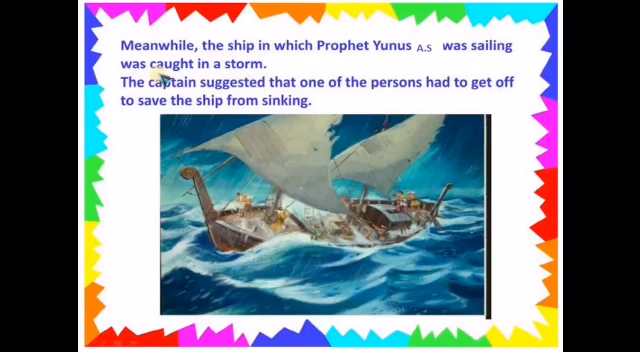 Meanwhile, the ship in which Prophet Yunus A.S was sailing
was caught in a storm.
The captain suggested that one of the persons had to get off
to save the ship from sinking.